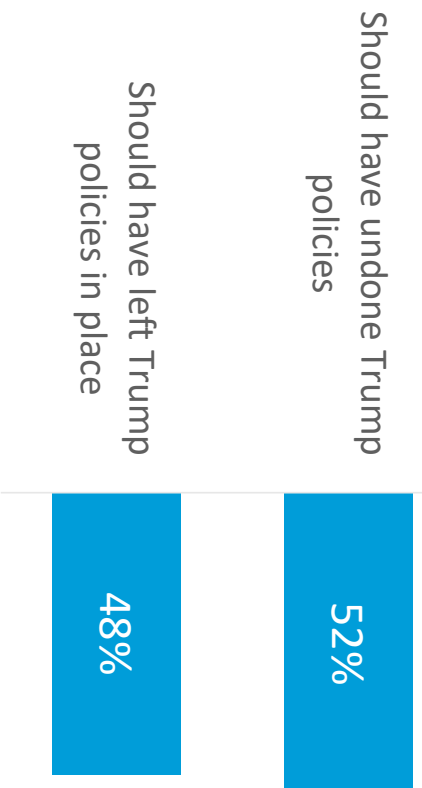 Should have undone Trump
policies
52%
Should have left Trump
policies in place
48%